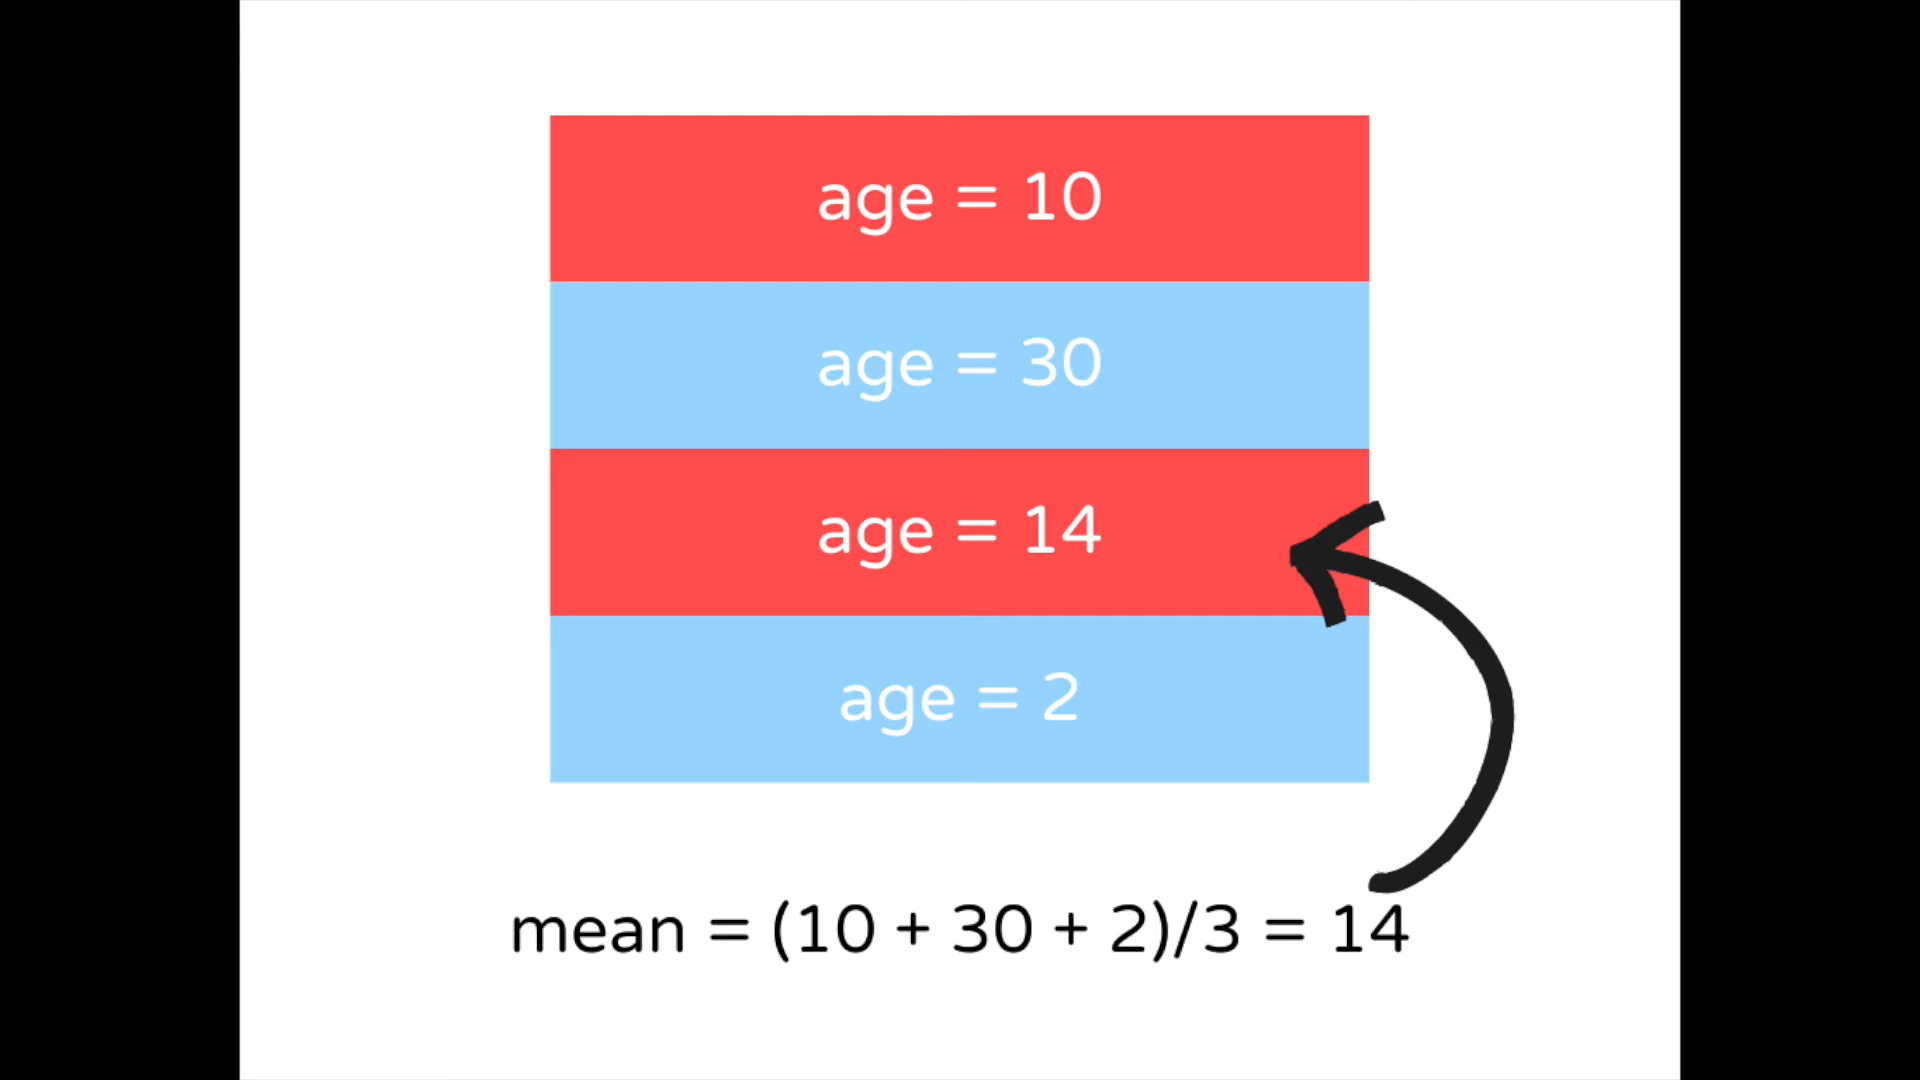 age = 10
age = 30
age = 14
age = 2
mean = (10 + 30 + 2)/3 = 14